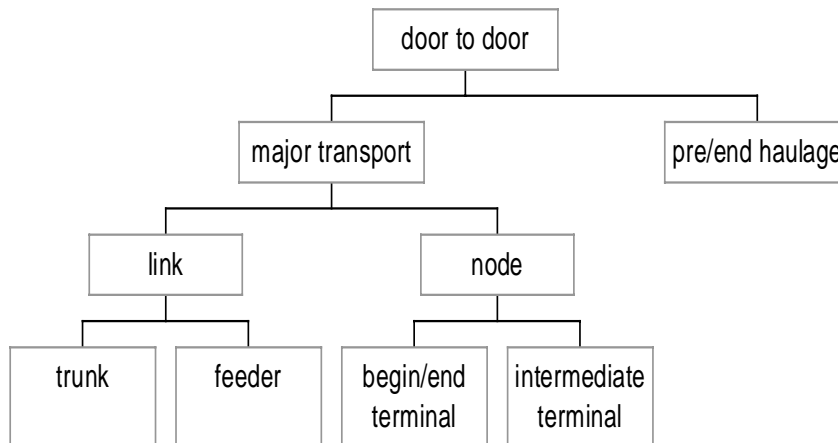 door to door
major transport
pre/end haulage
link
node
trunk
feeder
begin/end
terminal
intermediate
terminal